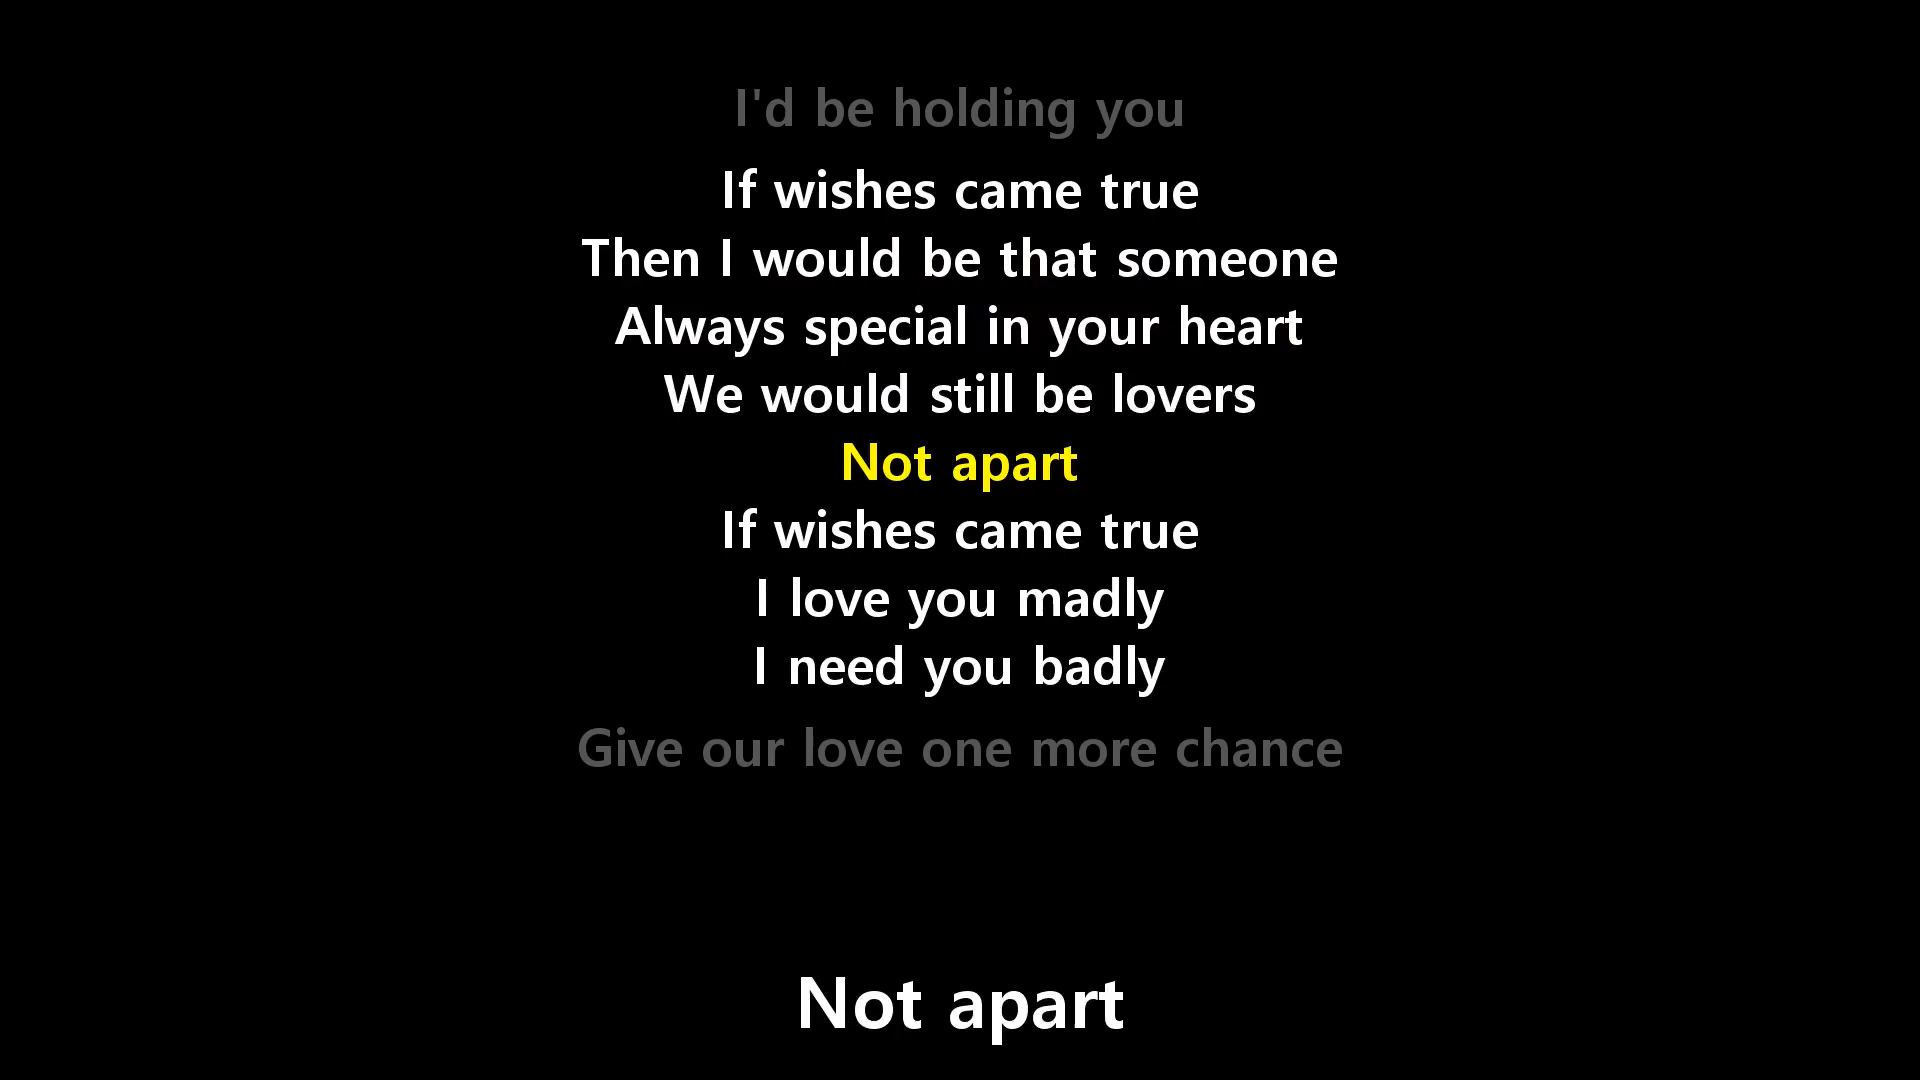 I'd be holding you
If wishes came true
Then I would be that someone
Always special in your heart
We would still be lovers
Not apart
If wishes came true
I love you madly
I need you badly
Give our love one more chance
Not apart